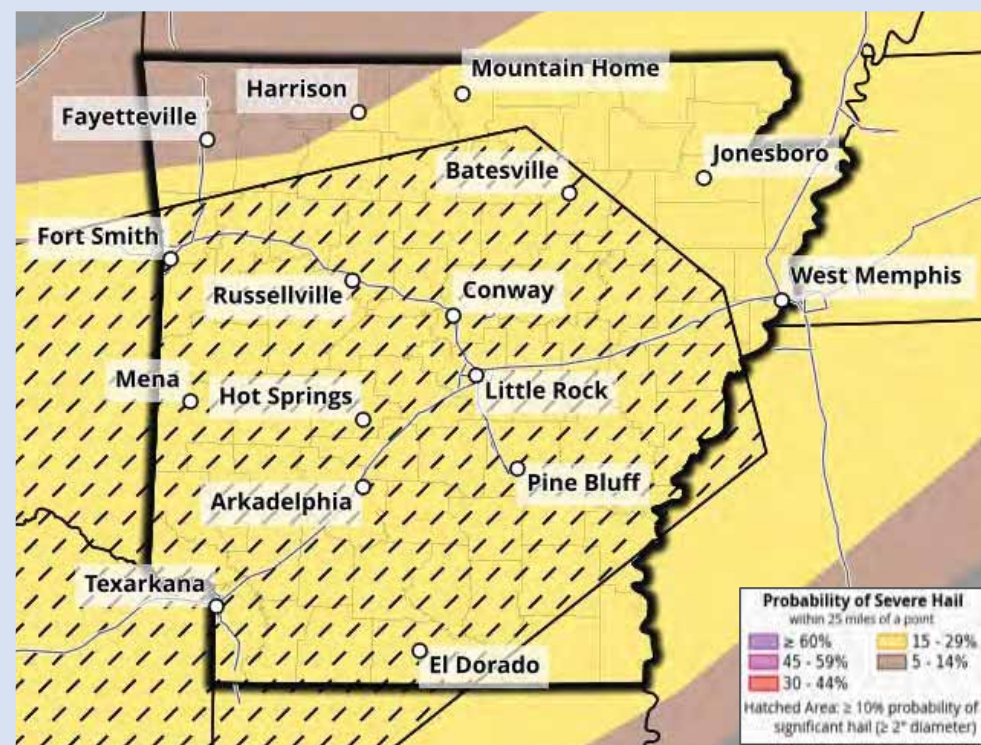 Mountain Home
Harrison
Fayetteville
Jonesboro
Batesville
Fort Smith
West Memphis
Russellville
Conway
Mena
Hot Springs
Little Rock
Pine Bluff
Arkadelphia
Texarkana
El Dorado
Probability of Severe Hail
within 25 miles of a point
≥ 60%
15 - 29%
45 - 59%
5 - 14%
30 - 44%
Hatched Area: ≥ 10% probability of
significant hail (≥ 2" diameter)